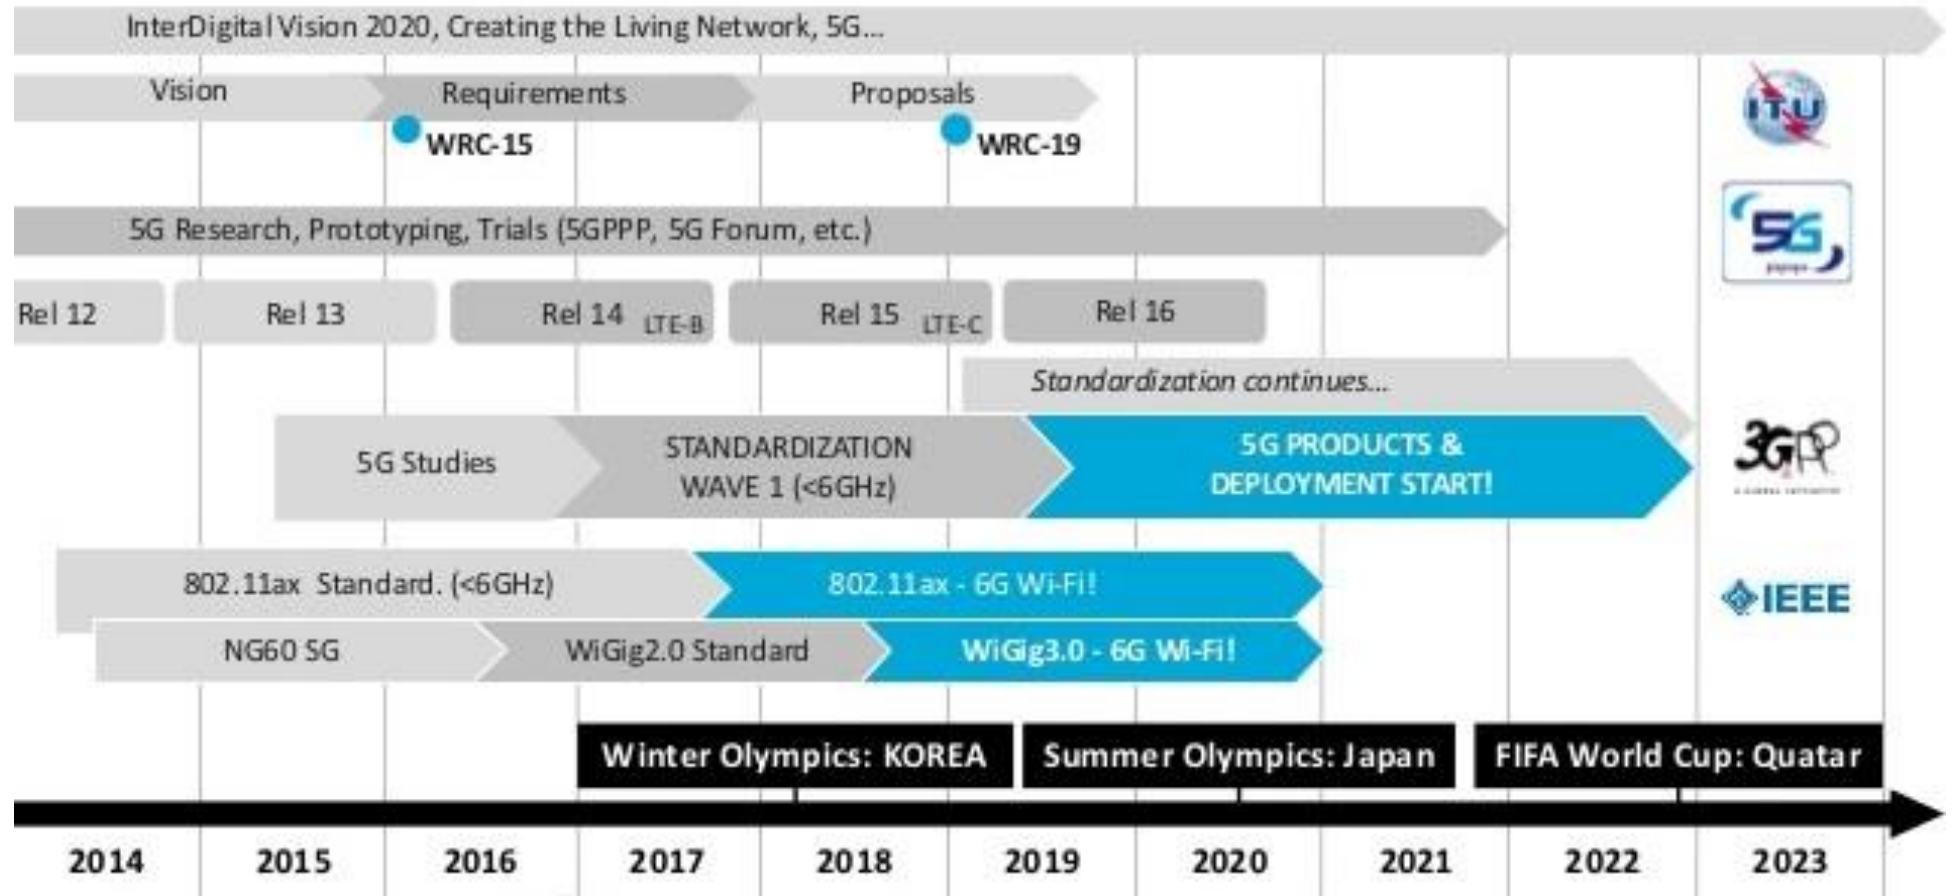 InterDigital Vision 2020, Creating the Living Network, 5G...
Vision
Requirements
Proposals
ITU
WRC-15
WRC-19
5G Research, Prototyping, Trials (5GPPP, 5G Forum, etc.)
5G
Rel 12
Rel 13
Rel 14 LTE-B
Rel 15 LTE-C
Rel 16
Standardization continues...
5G Studies
STANDARDIZATION
WAVE 1 (<6GHz)
5G PRODUCTS &
DEPLOYMENT START!
3GPP
802.11ax Standard. (<6GHz)
802.11ax - 6G Wi-Fi!
IEEE
NG60 SG
WiGig2.0 Standard
WiGig3.0 - 6G Wi-Fi!
Winter Olympics: KOREA
Summer Olympics: Japan
FIFA World Cup: Quatar
2014
2015
2016
2017
2018
2019
2020
2021
2022
2023